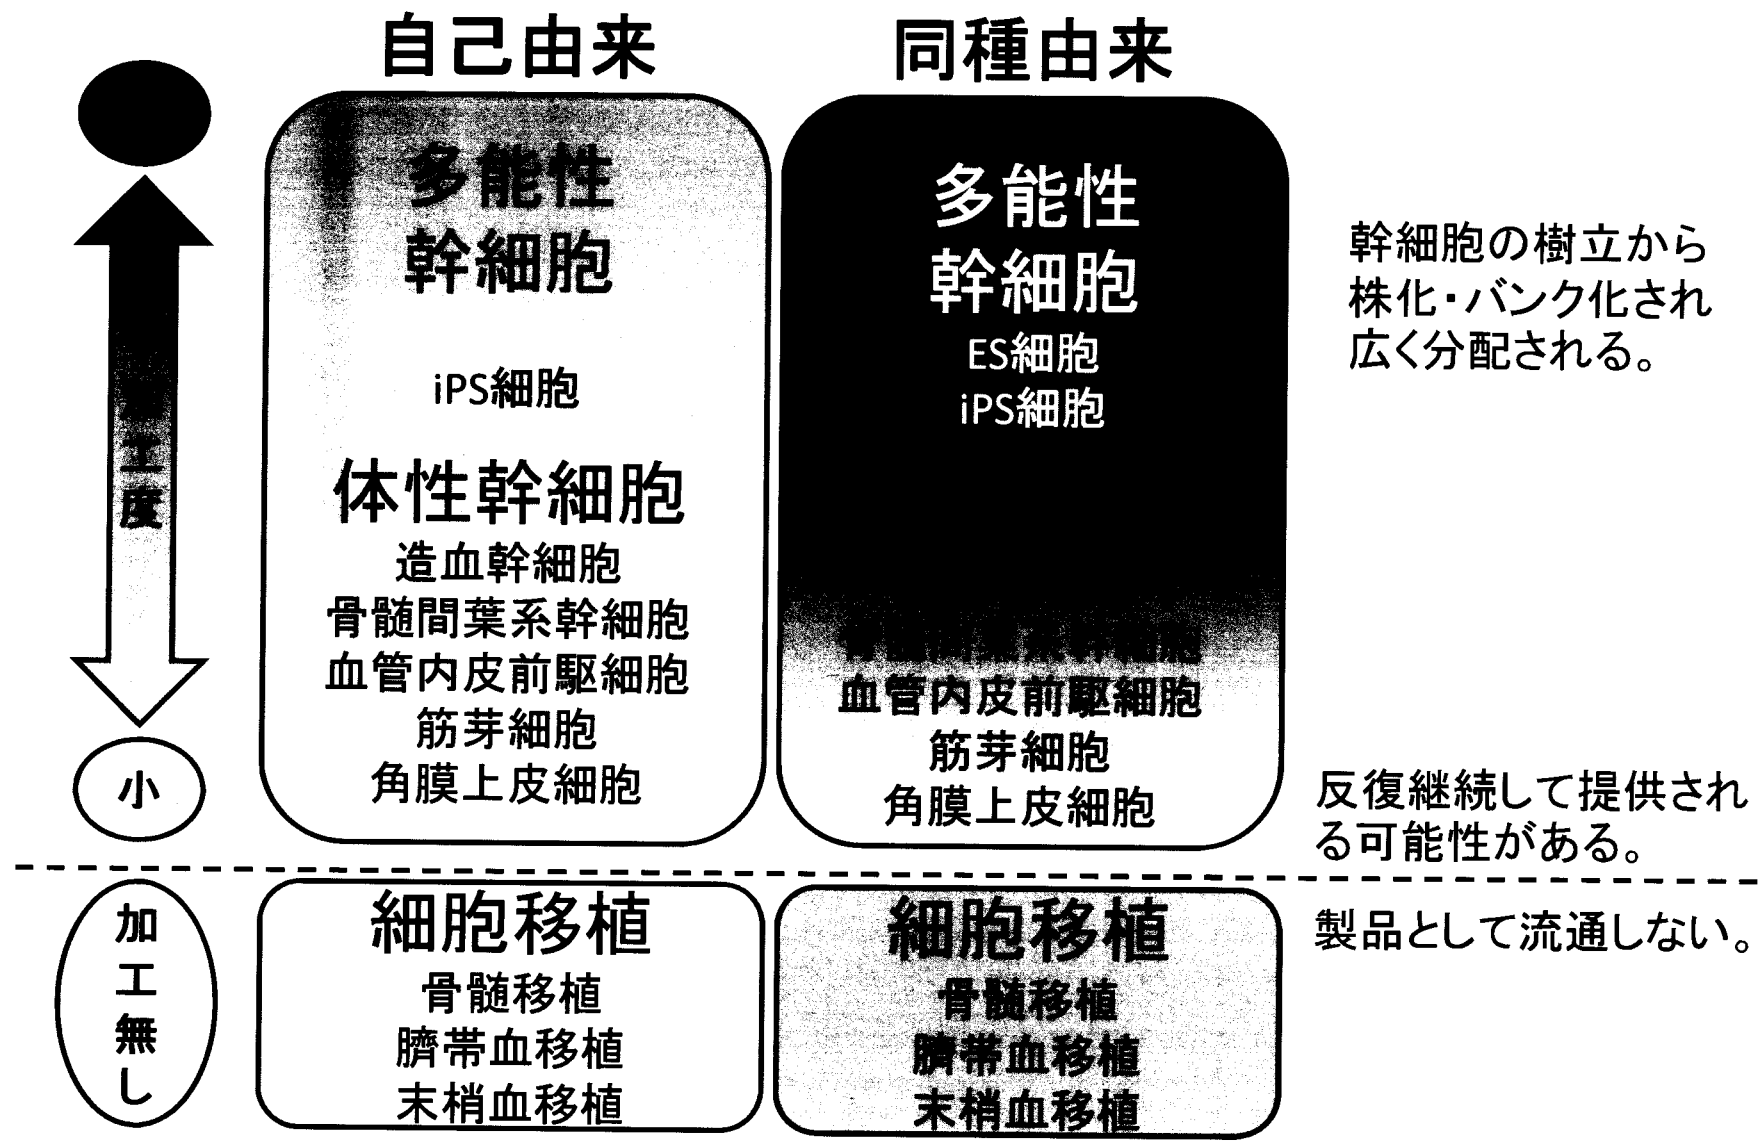 自己由来
同種由来
多能性
幹細胞
iPS細胞
体性幹細胞
造血幹細胞
骨髄間葉系幹細胞
血管内皮前駆細胞
筋芽細胞
角膜上皮細胞
多能性
幹細胞
ES細胞
iPS細胞
骨髄間葉系幹細胞
血管内皮前駆細胞
筋芽細胞
角膜上皮細胞
幹細胞の樹立から
株化・バンク化され
広く分配される。
工
度
小
反復継続して提供され
る可能性がある。
加
工
無
し
細胞移植
骨髄移植
臍帯血移植
末梢血移植
細胞移植
骨髄移植
臍帯血移植
末梢血移植
製品として流通しない。